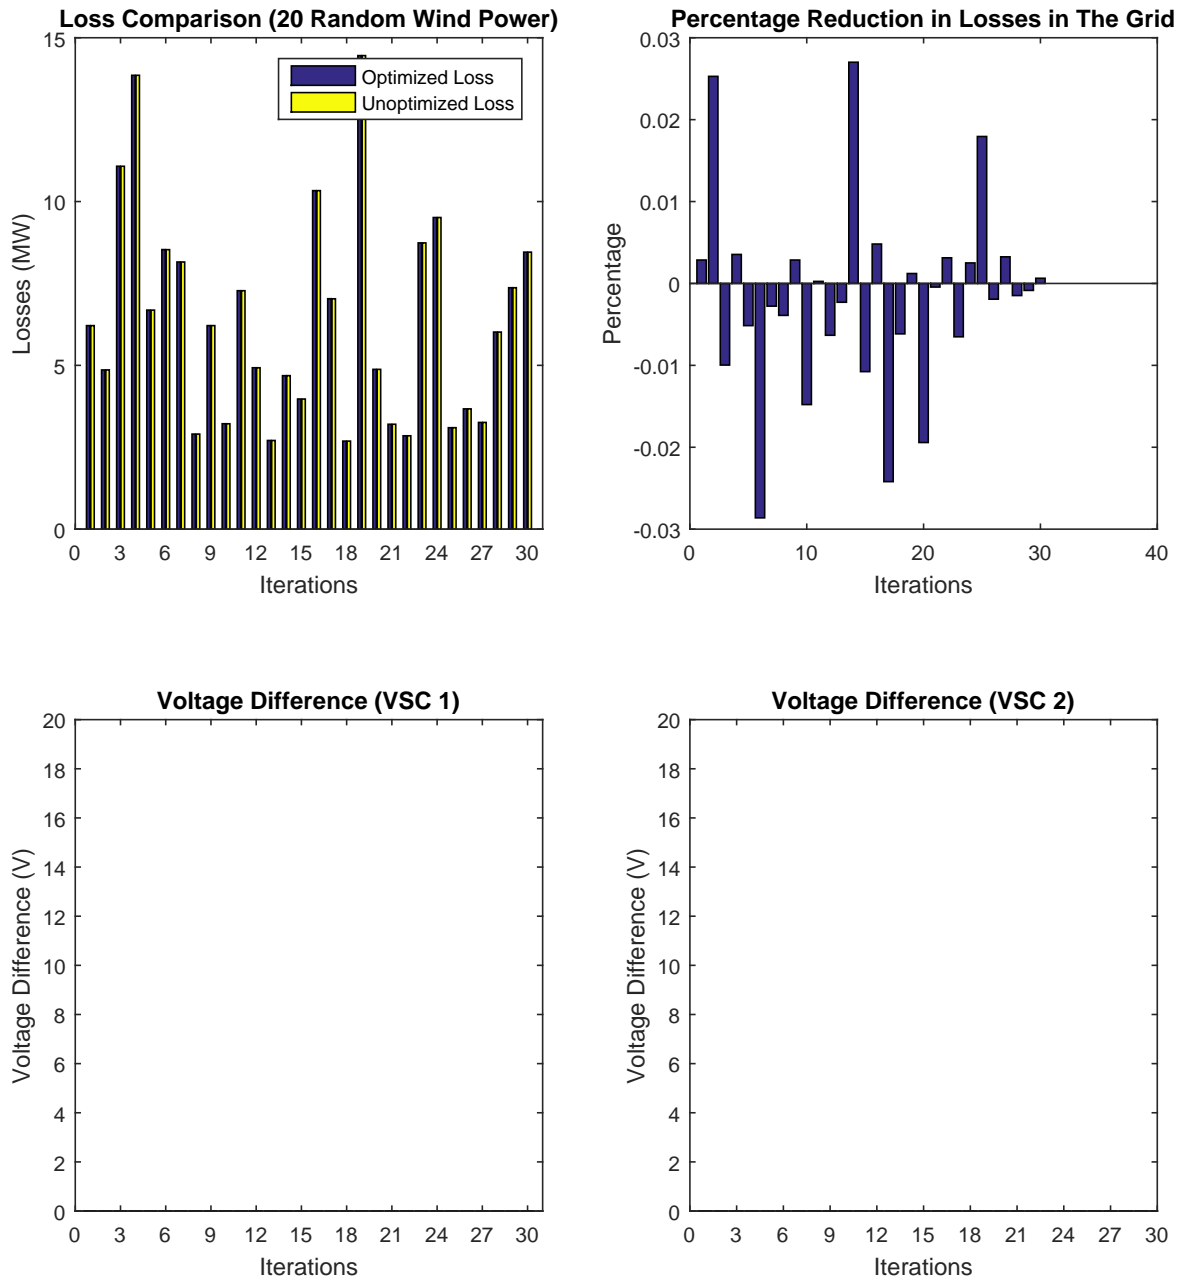 Loss Comparison (20 Random Wind Power)
15
10
5
0
Losses (MW)
Optimized Loss
Unoptimized Loss
0 3 6 9 12 15 18 21 24 27 30
Iterations
Percentage Reduction in Losses in The Grid
0.03
0.02
0.01
0
-0.01
-0.02
-0.03
Percentage
0 10 20 30 40
Iterations
Voltage Difference (VSC 1)
20
18
16
14
12
10
8
6
4
2
0
Voltage Difference (V)
0 3 6 9 12 15 18 21 24 27 30
Iterations
Voltage Difference (VSC 2)
20
18
16
14
12
10
8
6
4
2
0
Voltage Difference (V)
0 3 6 9 12 15 18 21 24 27 30
Iterations